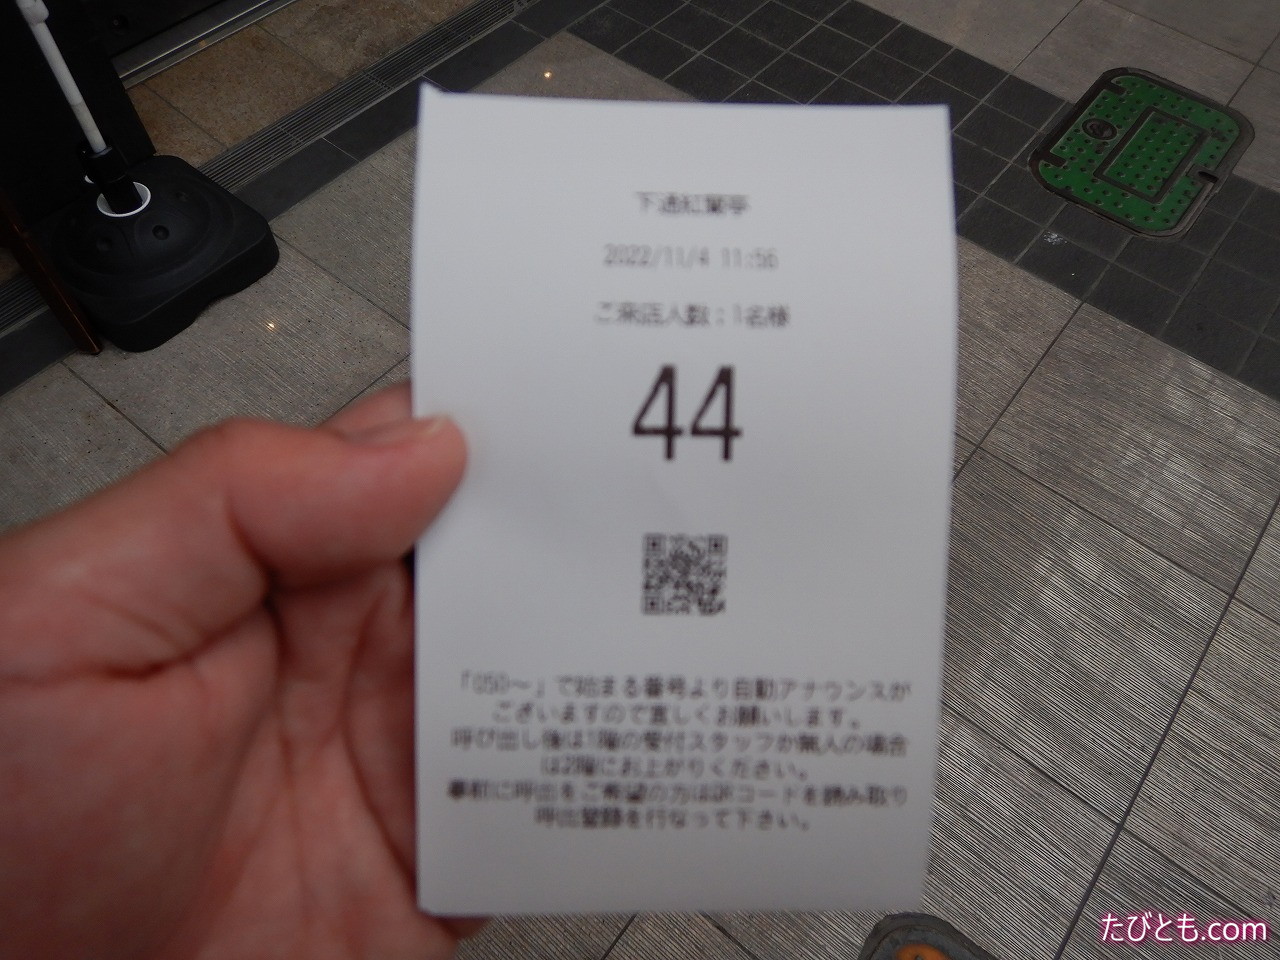 下通紅葉亭
2022/11/4 11:56
ご来店人数：1名様
44
「050～」で始まる番号より自動アナウンスが
ございますので宜しくお願いします。
呼び出し後は1階の受付スタッフが無人の場合
は2階にお上がりください。
事前に呼出をご希望の方はQRコードを読み取り
呼出登録を行なって下さい。
たびとも.com